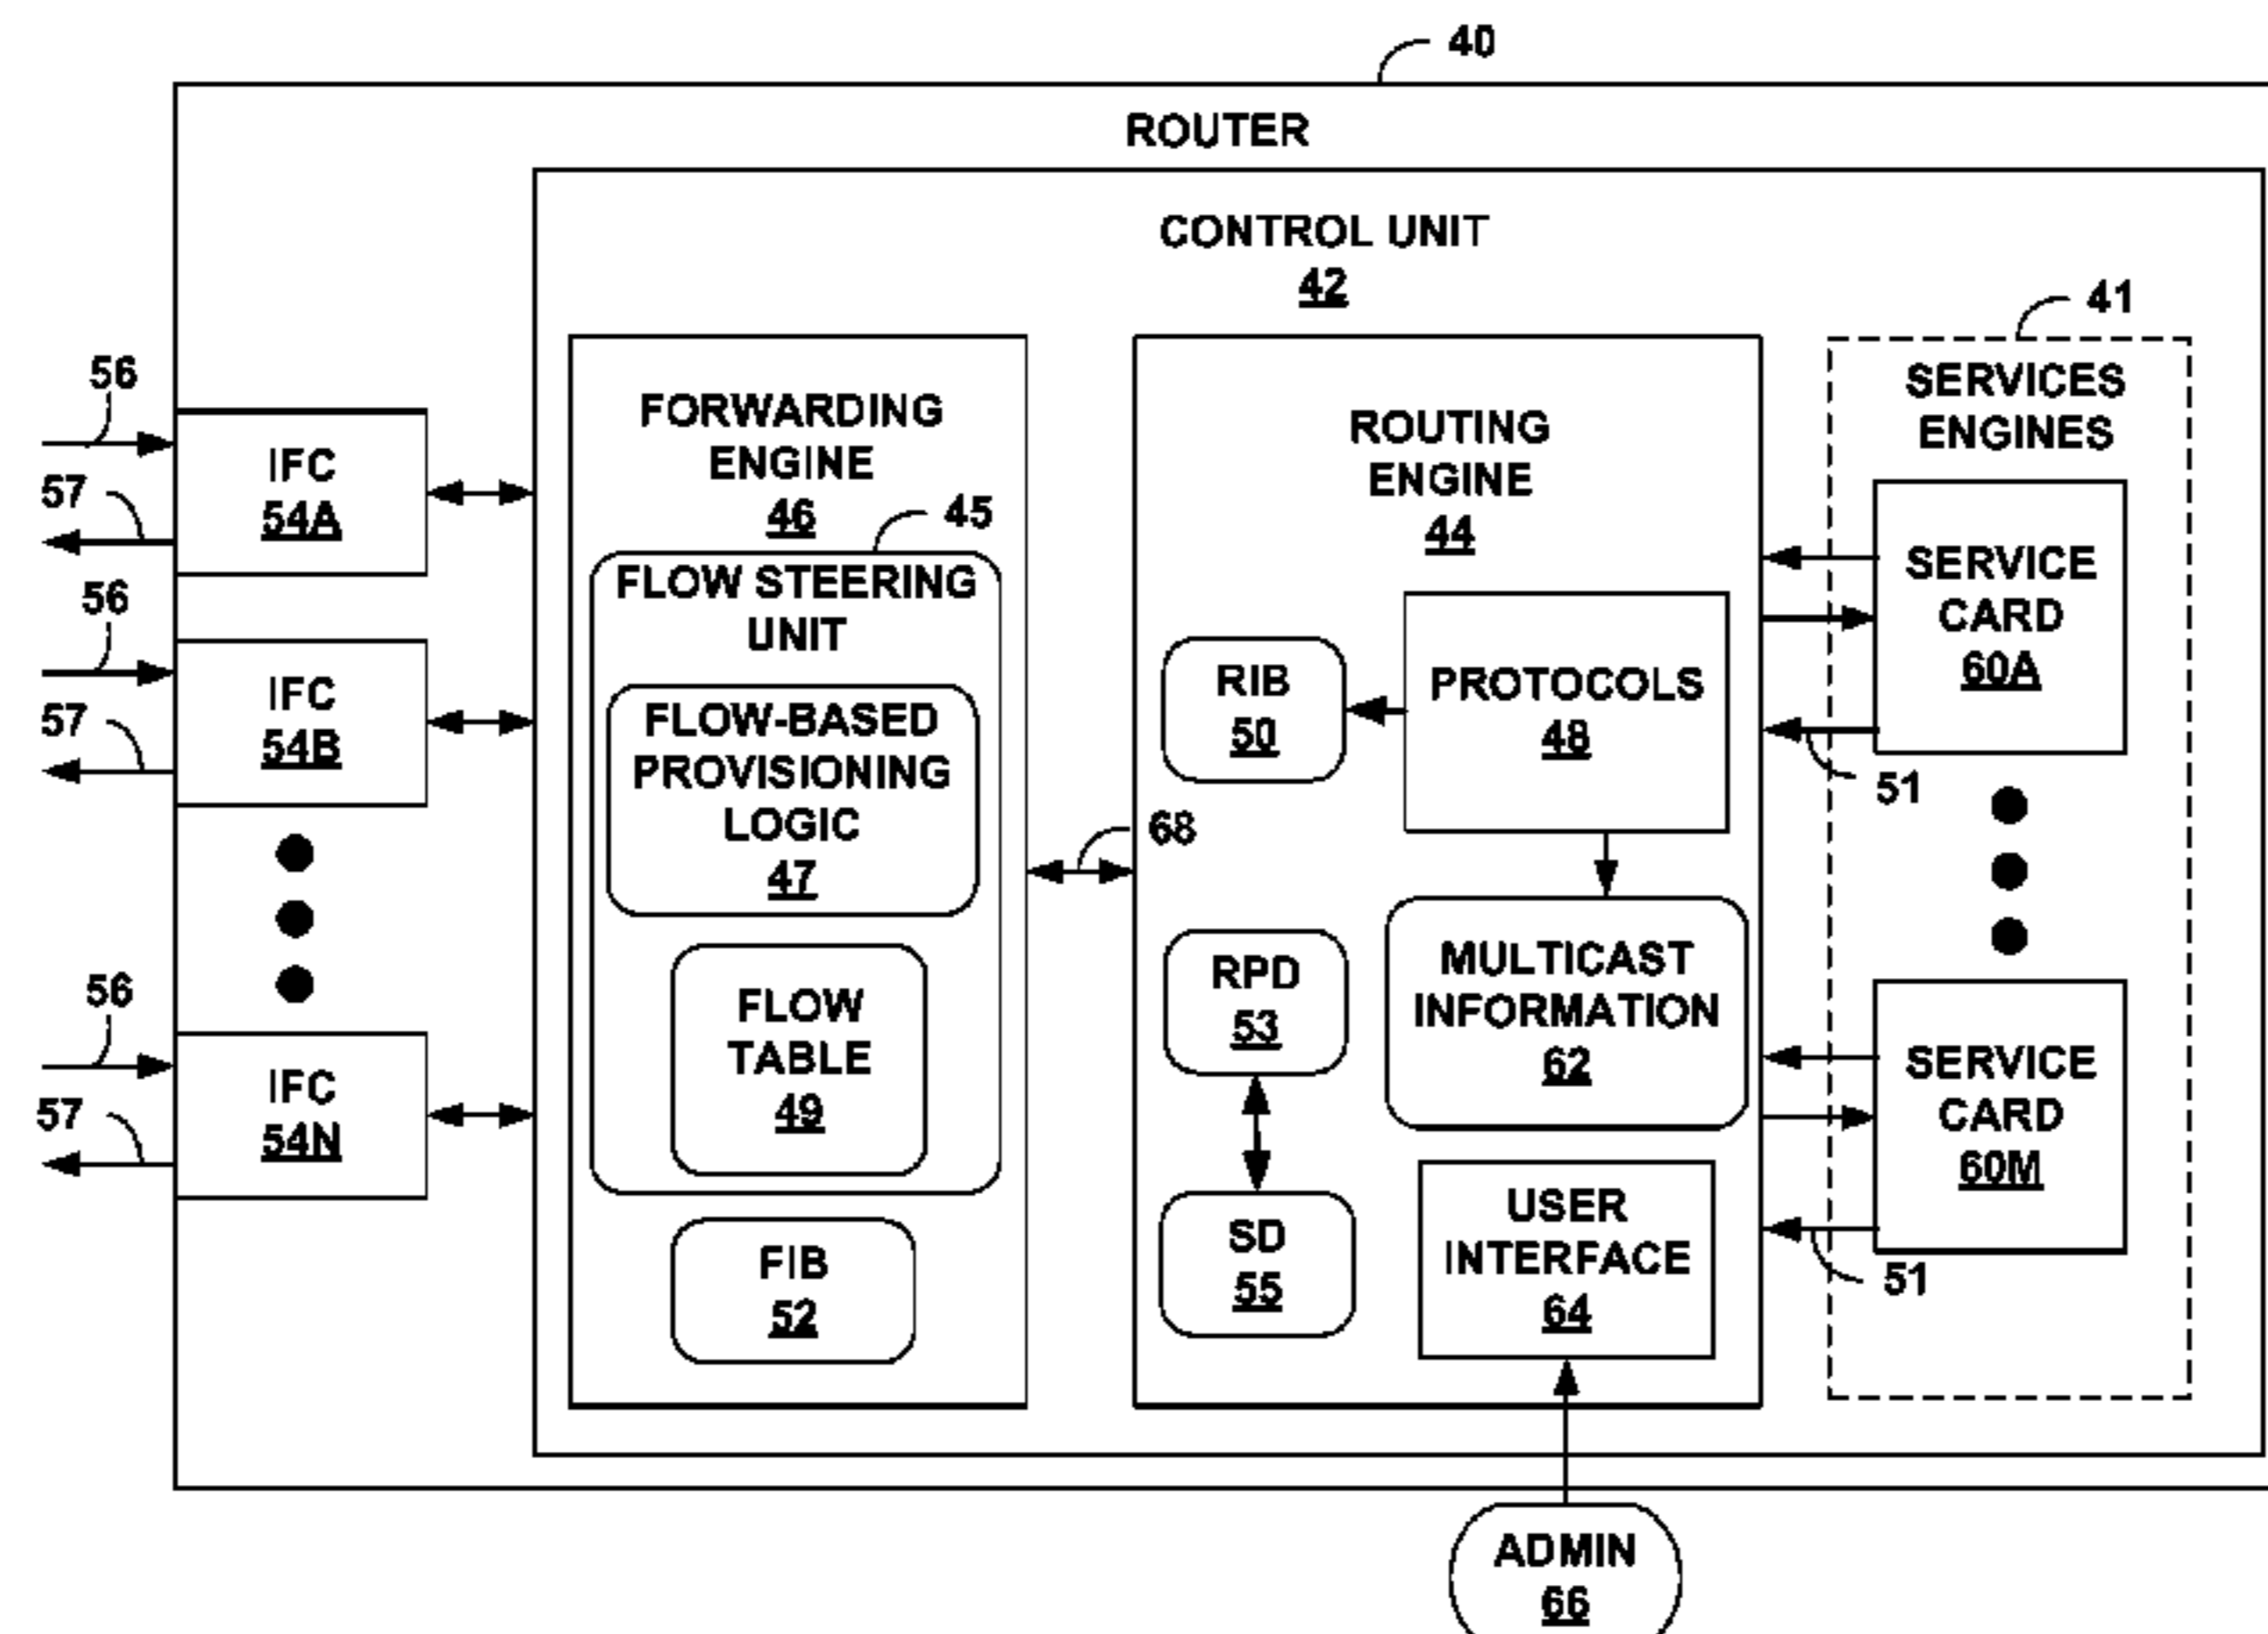 40
ROUTER
CONTROL UNIT
42
41
56
IFC
54A
57
56
IFC
54B
57
56
IFC
54N
57
FORWARDING
ENGINE
46
45
FLOW STEERING
UNIT
FLOW-BASED
PROVISIONING
LOGIC
47
FLOW
TABLE
49
FIB
52
68
ROUTING
ENGINE
44
RIB
50
PROTOCOLS
48
RPD
53
MULTICAST
INFORMATION
62
SD
55
USER
INTERFACE
64
SERVICES
ENGINES
SERVICE
CARD
60A
51
SERVICE
CARD
60M
51
ADMIN
66